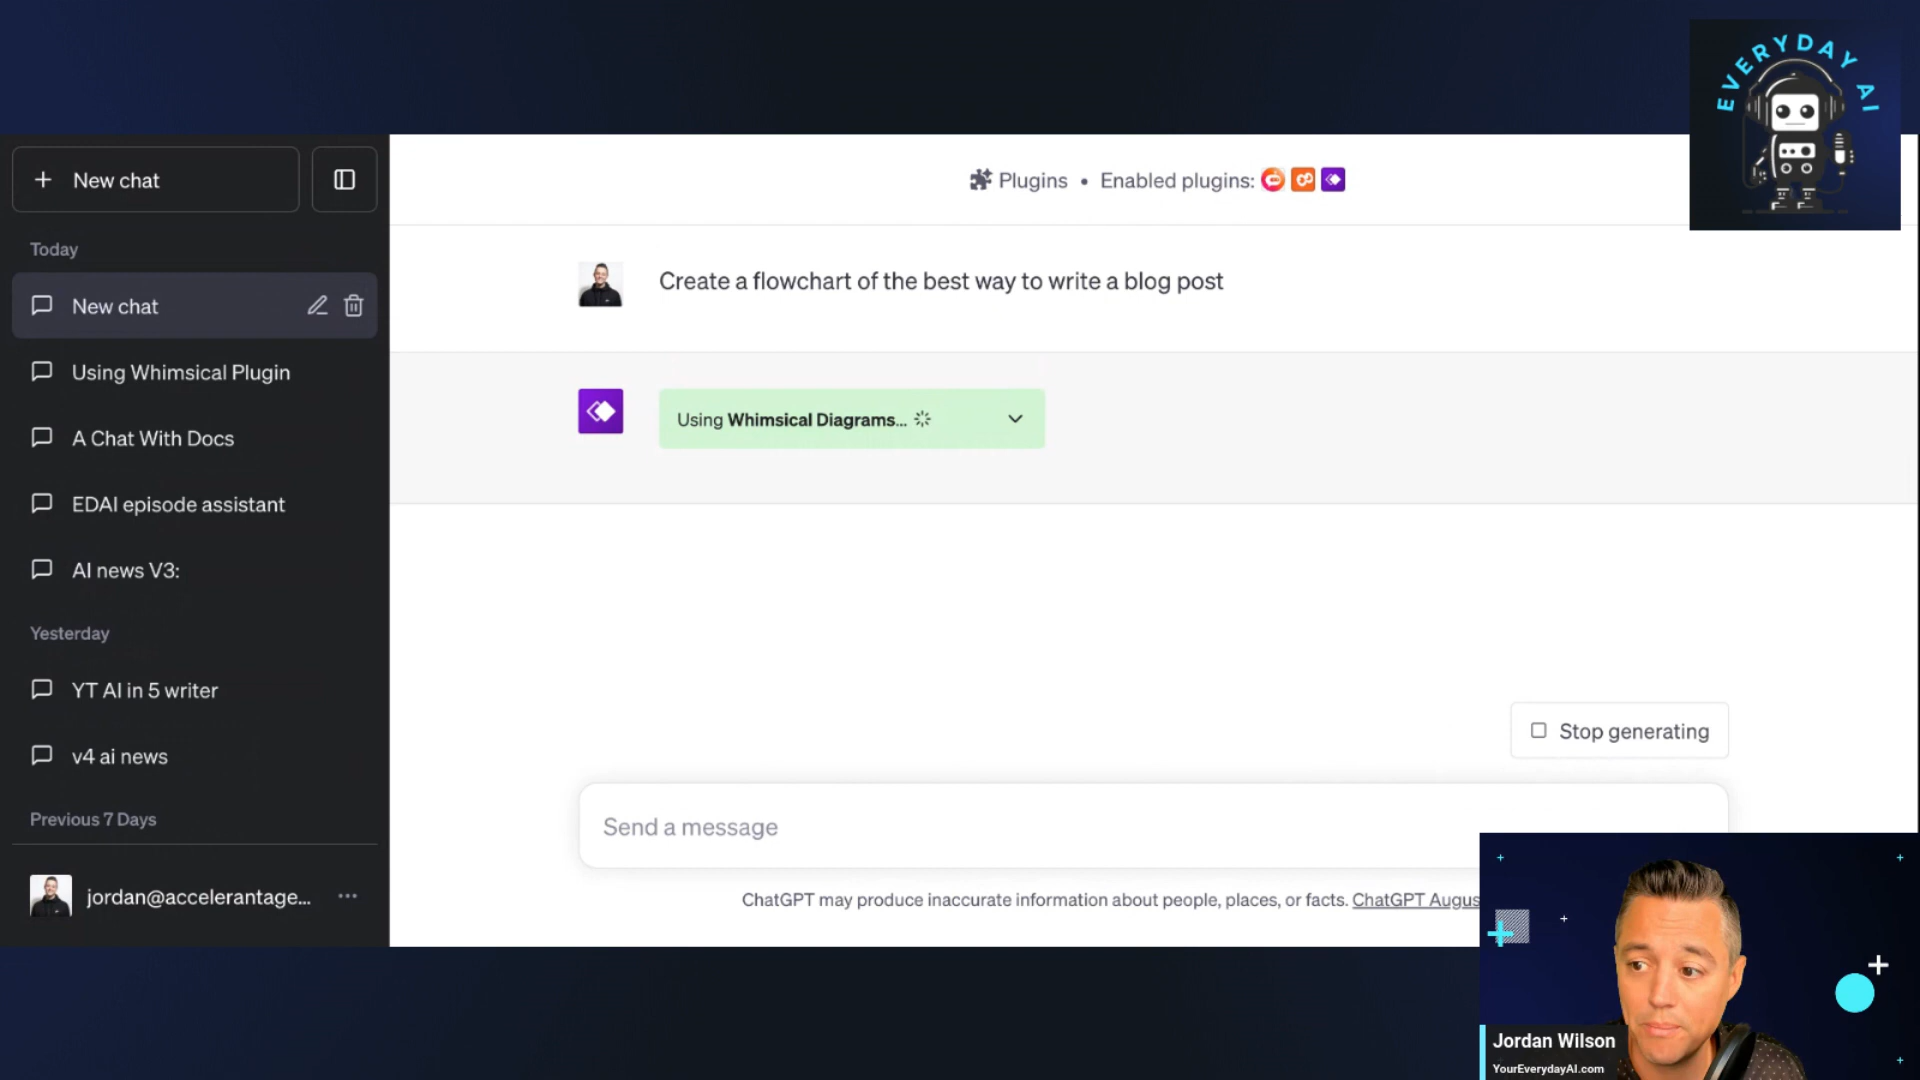 EVERYDAY AI
New chat
Plugins • Enabled plugins:
Today
Create a flowchart of the best way to write a blog post
New chat
Using Whimsical Plugin
Using Whimsical Diagrams...
A Chat With Docs
EDAI episode assistant
AI news V3:
Yesterday
YT AI in 5 writer
Stop generating
v4 ai news
Previous 7 Days
Send a message
jordan@accelerantage...
ChatGPT may produce inaccurate information about people, places, or facts. ChatGPT Augus
Jordan Wilson
YourEverydayAI.com